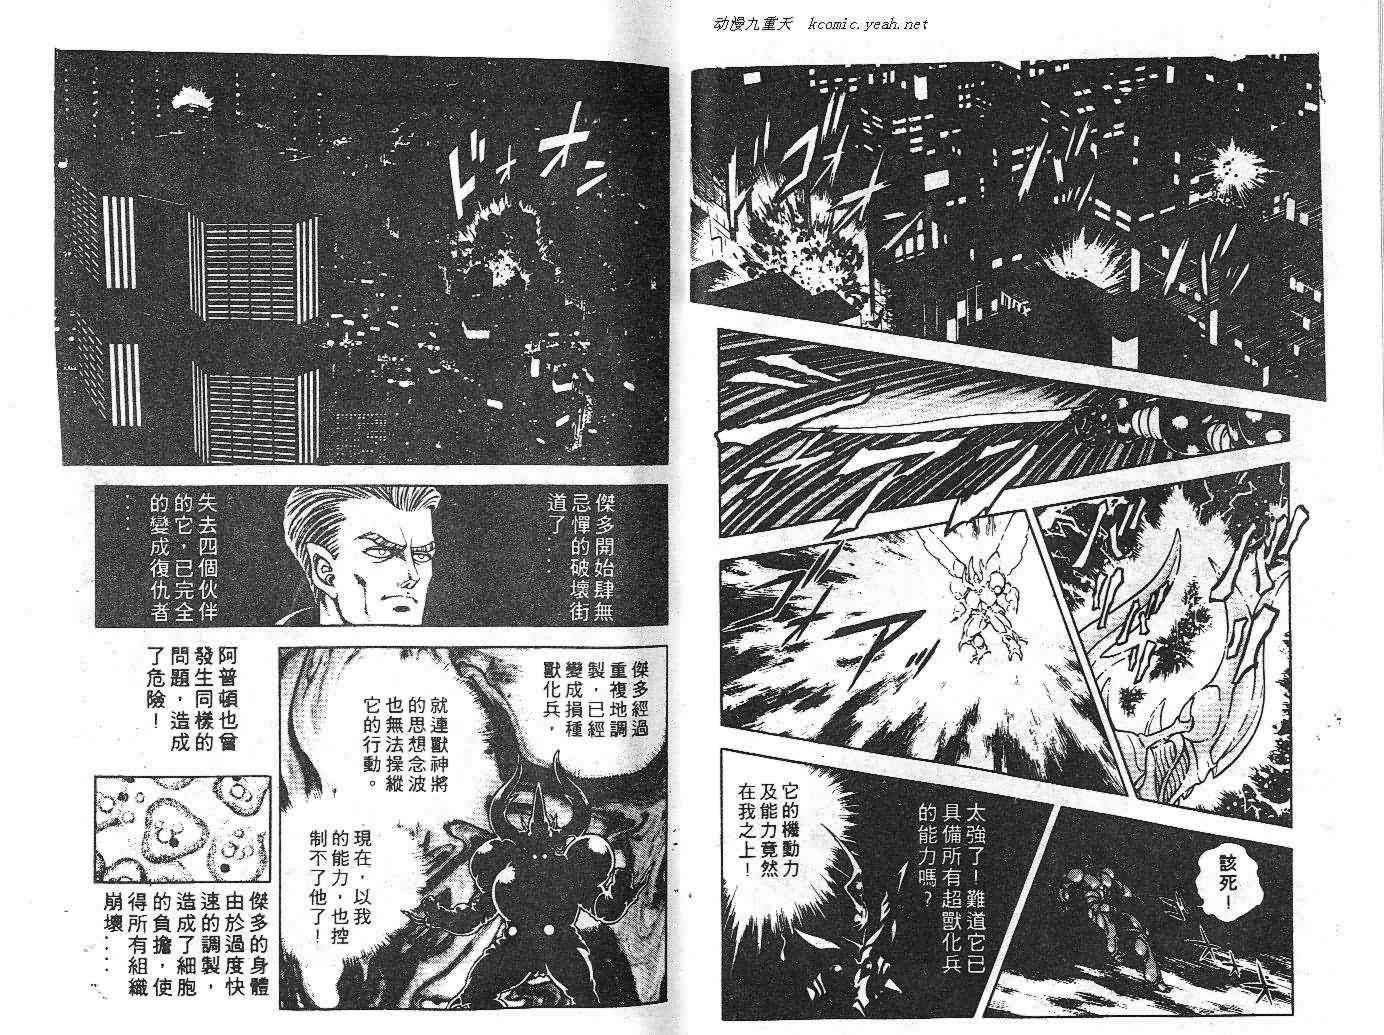 动漫九重天 kcomic.yeah.net
該死！
太強了！難道它已
具備所有超獸化兵
的能力嗎？
它的機動力
及能力竟然
在我之上！
ドォオン
傑多開始肆無
忌憚的破壞街
道了……
失去四個伙伴
的它，已完全
的變成復仇者
……
傑多經過
重複地調
製，已經
變成損種
獸化兵，
就連獸神將
的思想念波
也無法操縱
它的行動。
現在，以我
的能力，也控
制不了他了！
阿普頓也曾
發生同樣的
問題，造成
了危險！
傑多的身體
由於過度快
速的調製，
造成了細胞
的負擔，使
得所有組織
崩壞……